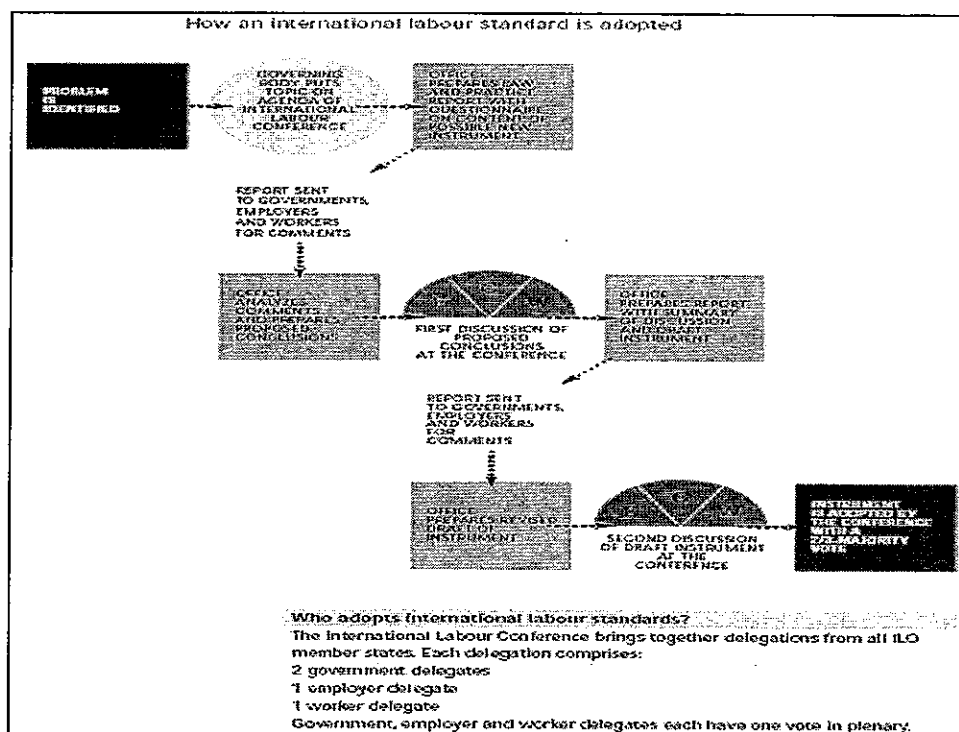 How an international labour standard is adopted
PROBLEM
IS
IDENTIFIED
GOVERNING
BODY PUTS
TOPIC ON
AGENDA OF
INTERNATIONAL
LABOUR
CONFERENCE
OFFICE
PREPARES LAW
AND PRACTICE
REPORT WITH
QUESTIONNAIRE
ON CONTENT OF
POSSIBLE NEW
INSTRUMENT
REPORT SENT
TO GOVERNMENTS,
EMPLOYERS
AND WORKERS
FOR COMMENTS
OFFICE
ANALYZES
COMMENTS
AND PREPARES
PROPOSED
CONCLUSIONS
E G W
FIRST DISCUSSION OF
PROPOSED
CONCLUSIONS
AT THE CONFERENCE
OFFICE
PREPARES REPORT
WITH SUMMARY
OF DISCUSSION
AND DRAFT
INSTRUMENT
REPORT SENT
TO GOVERNMENTS,
EMPLOYERS
AND WORKERS
FOR
COMMENTS
OFFICE
PREPARES REVISED
DRAFT OF
INSTRUMENT
E G W
SECOND DISCUSSION
OF DRAFT INSTRUMENT
AT THE
CONFERENCE
INSTRUMENT
IS ADOPTED BY
THE CONFERENCE
WITH A
2/3 MAJORITY
VOTE
Who adopts international labour standards?
The International Labour Conference brings together delegations from all ILO
member states. Each delegation comprises:
2 government delegates
1 employer delegate
1 worker delegate
Government, employer and worker delegates each have one vote in plenary.